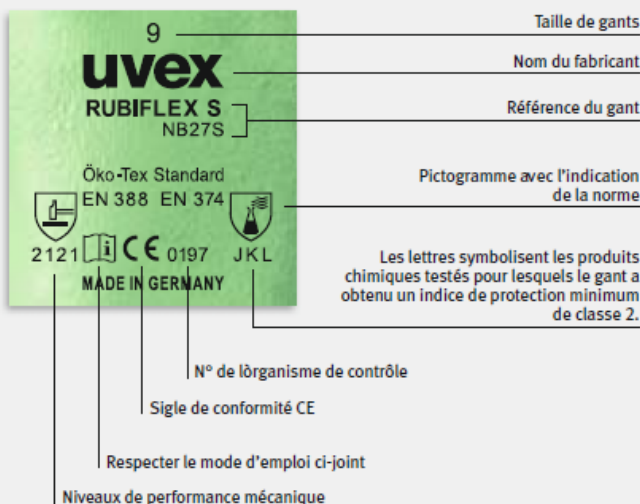 9
uvex
RUBIFLEX S
NB27S
Öko-Tex Standard
EN 388 EN 374
2121 i CE 0197 JKL
MADE IN GERMANY
Taille de gants
Nom du fabricant
Référence du gant
Pictogramme avec l'indication
de la norme
Les lettres symbolisent les produits
chimiques testés pour lesquels le gant a
obtenu un indice de protection minimum
de classe 2.
N° de lòrganisme de contrôle
Sigle de conformité CE
Respecter le mode d'emploi ci-joint
Niveaux de performance mécanique